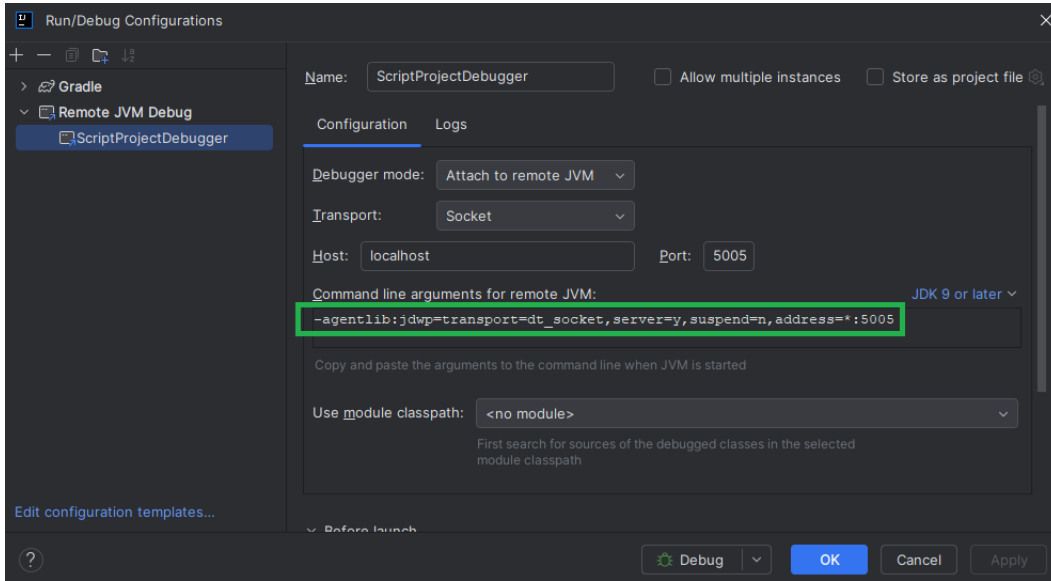 Run/Debug Configurations
Gradle
Remote JVM Debug
ScriptProjectDebugger
Edit configuration templates...
Name: ScriptProjectDebugger Allow multiple instances Store as project file
Configuration Logs
Debugger mode: Attach to remote JVM
Transport: Socket
Host: localhost Port: 5005
Command line arguments for remote JVM: JDK 9 or later
-agentlib:jdwp=transport=dt_socket,server=y,suspend=n,address=*:5005
Copy and paste the arguments to the command line when JVM is started
Use module classpath: <no module>
First search for sources of the debugged classes in the selected
module classpath
Before launch
? Debug OK Cancel Apply